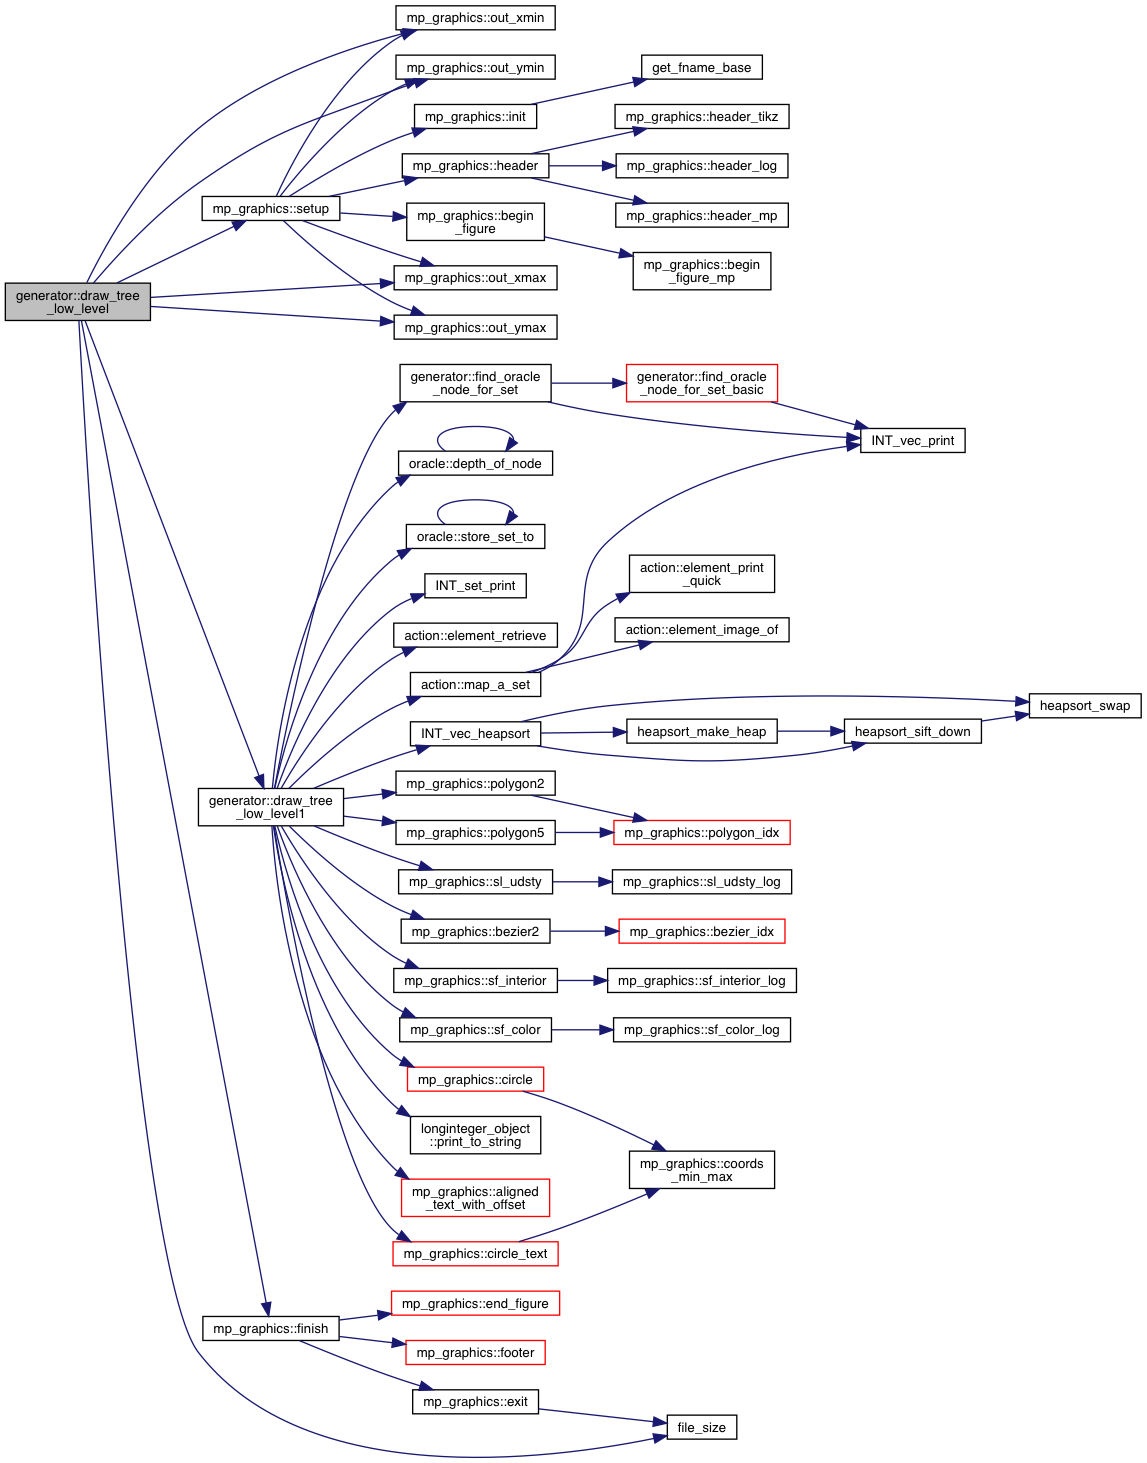 mp_graphics::out_xmin
mp_graphics::out_ymin
get_fname_base
mp_graphics::init
mp_graphics::header_tikz
mp_graphics::header
mp_graphics::header_log
mp_graphics::setup
mp_graphics::begin
_figure
mp_graphics::header_mp
mp_graphics::begin
_figure_mp
mp_graphics::out_xmax
generator::draw_tree
_low_level
mp_graphics::out_ymax
generator::find_oracle
_node_for_set
generator::find_oracle
_node_for_set_basic
INT_vec_print
oracle::depth_of_node
oracle::store_set_to
action::element_print
_quick
INT_set_print
action::element_retrieve
action::element_image_of
action::map_a_set
heapsort_swap
INT_vec_heapsort
heapsort_make_heap
heapsort_sift_down
mp_graphics::polygon2
generator::draw_tree
_low_level1
mp_graphics::polygon5
mp_graphics::polygon_idx
mp_graphics::sl_udsty
mp_graphics::sl_udsty_log
mp_graphics::bezier2
mp_graphics::bezier_idx
mp_graphics::sf_interior
mp_graphics::sf_interior_log
mp_graphics::sf_color
mp_graphics::sf_color_log
mp_graphics::circle
longinteger_object
::print_to_string
mp_graphics::coords
_min_max
mp_graphics::aligned
_text_with_offset
mp_graphics::circle_text
mp_graphics::end_figure
mp_graphics::finish
mp_graphics::footer
mp_graphics::exit
file_size